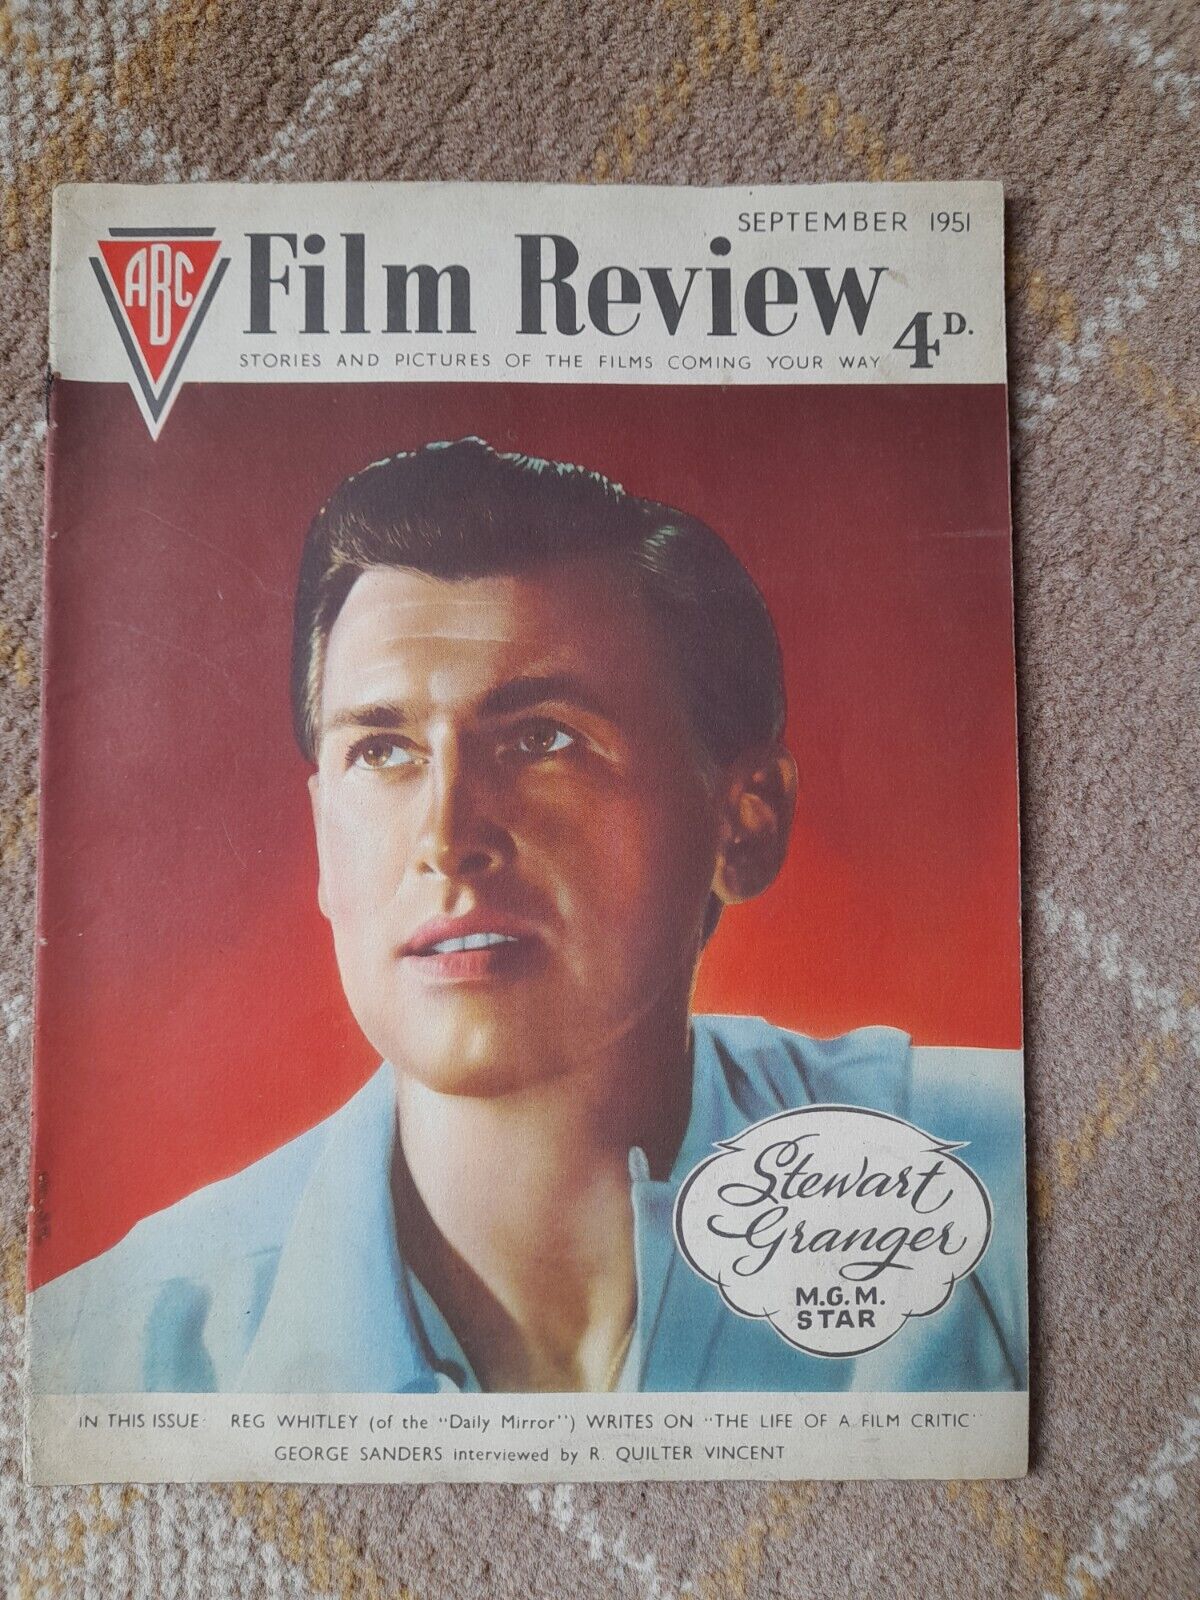 SEPTEMBER 1951
ABC
Film Review
4D.
STORIES AND PICTURES OF THE FILMS COMING YOUR WAY
Stewart
Granger
M.G.M.
STAR
IN THIS ISSUE: REG WHITLEY (of the "Daily Mirror") WRITES ON "THE LIFE OF A FILM CRITIC"
GEORGE SANDERS interviewed by R. QUILTER VINCENT